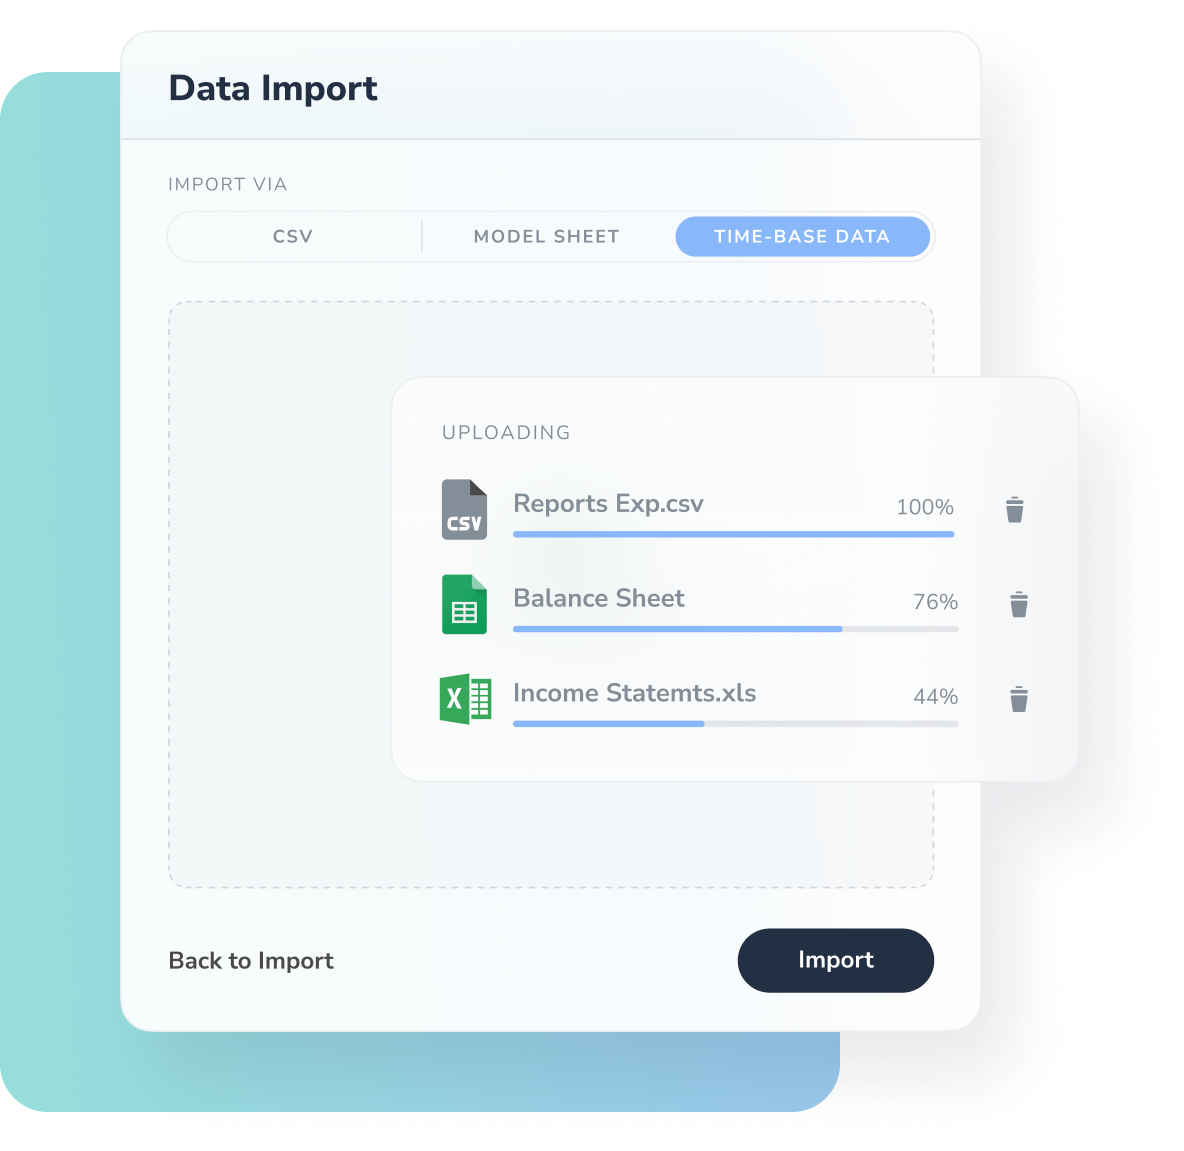 Data Import
IMPORT VIA
CSV MODEL SHEET TIME-BASE DATA
UPLOADING
CSV Reports Exp.csv 100%
Balance Sheet 76%
X Income Statemts.xls 44%
Back to Import Import